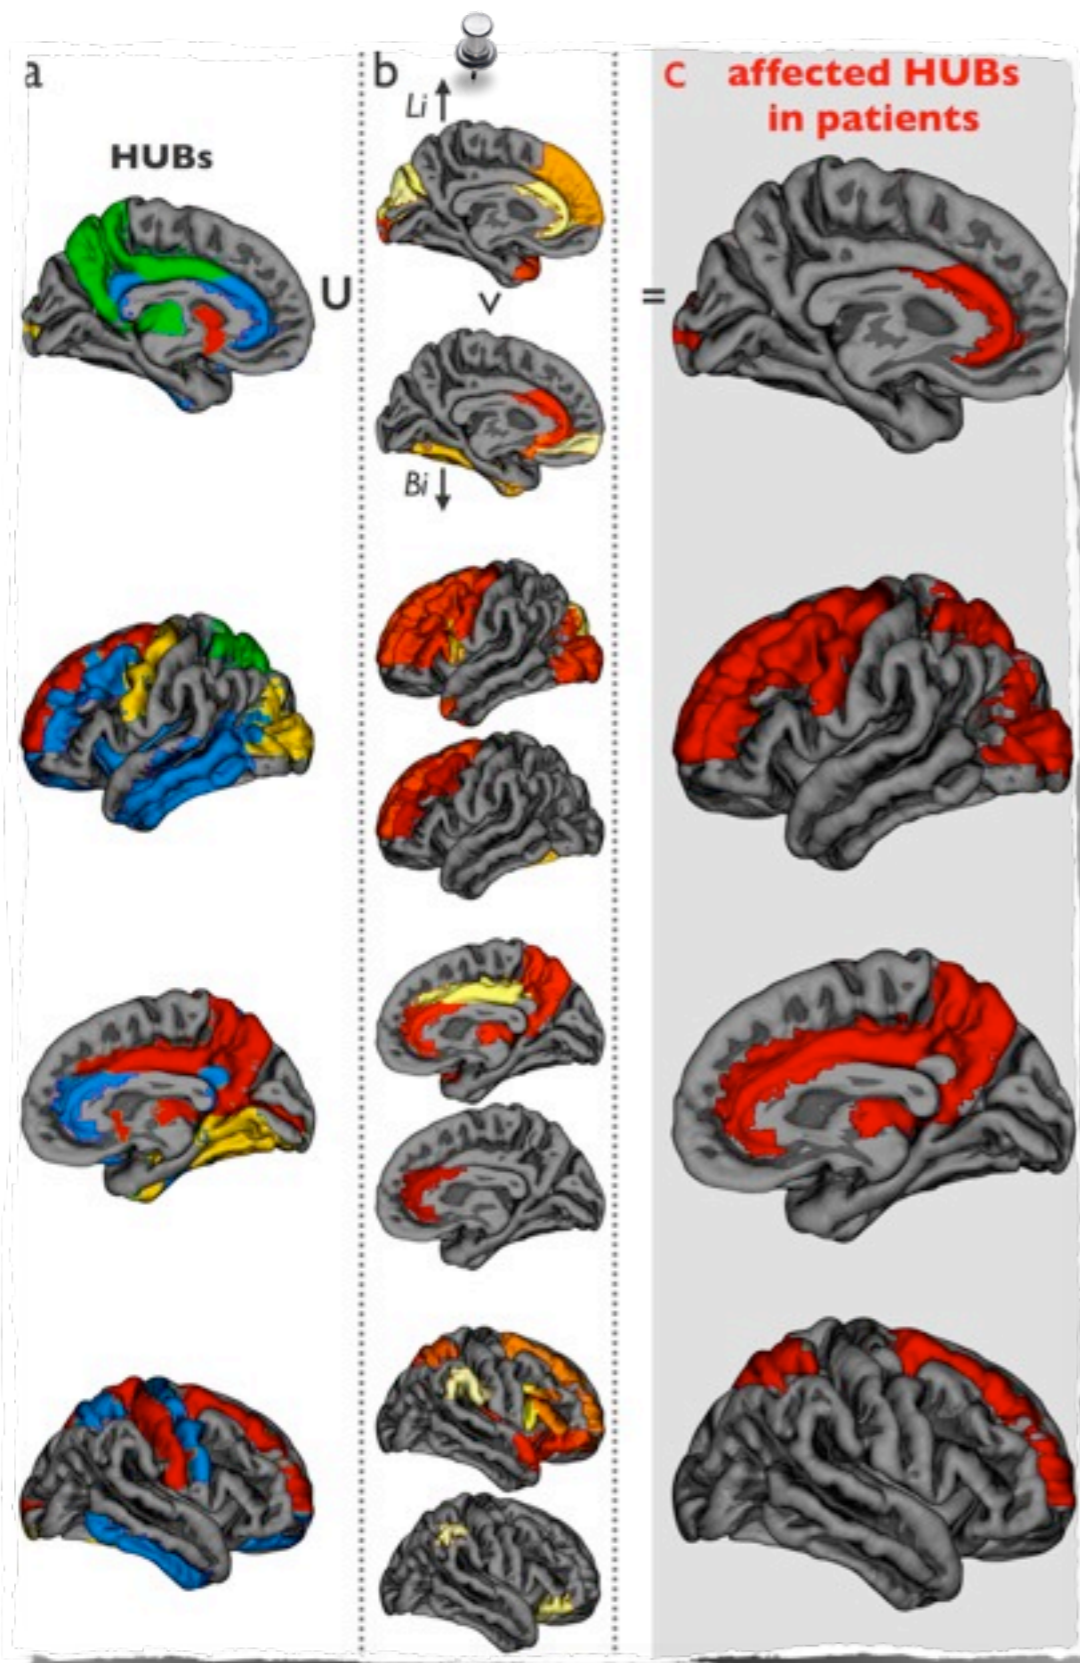 a
HUBs
U
b
Li ↑
v
Bi ↓
=
c affected HUBs
in patients